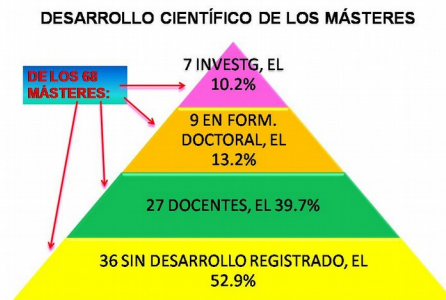 DESARROLLO CIENTÍFICO DE LOS MÁSTERES
7 INVESTG, EL
10.2%
DE LOS 68
MÁSTERES:
9 EN FORM.
DOCTORAL, EL
13.2%
27 DOCENTES, EL 39.7%
36 SIN DESARROLLO REGISTRADO, EL
52.9%